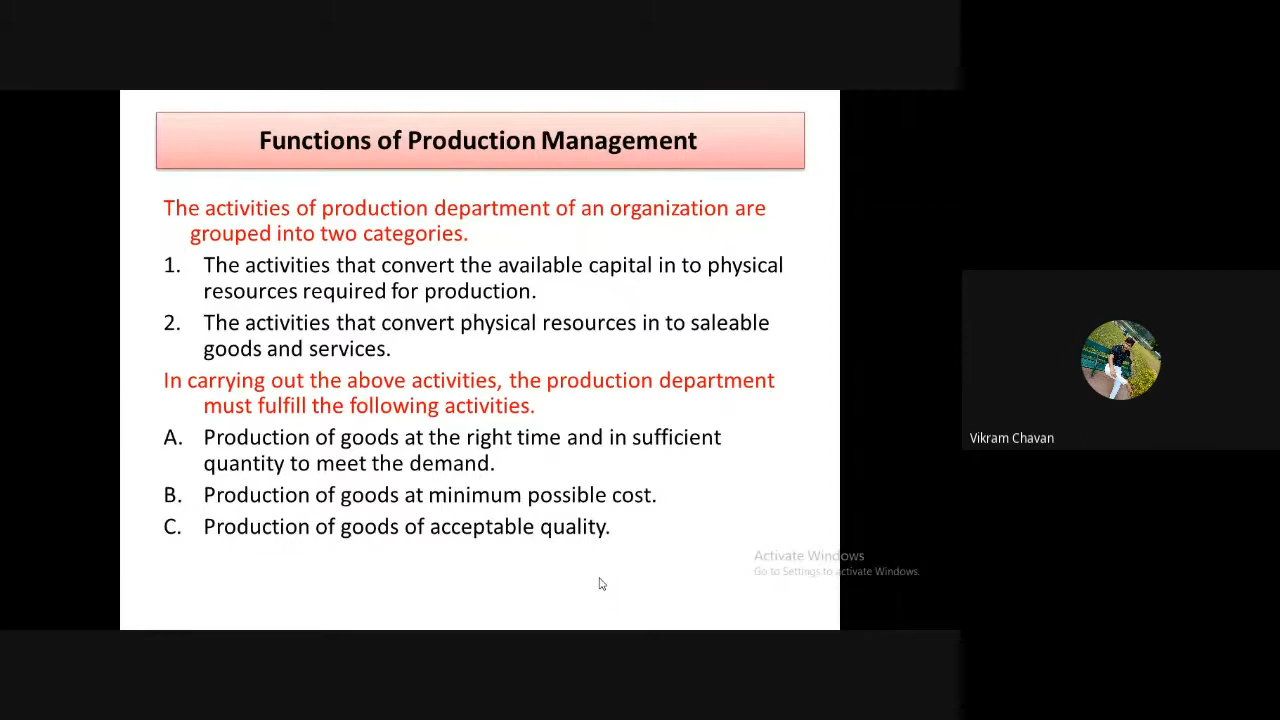 Functions of Production Management
The activities of production department of an organization are
grouped into two categories.
1. The activities that convert the available capital in to physical
resources required for production.
2. The activities that convert physical resources in to saleable
goods and services.
In carrying out the above activities, the production department
must fulfill the following activities.
A. Production of goods at the right time and in sufficient
quantity to meet the demand.
B. Production of goods at minimum possible cost.
C. Production of goods of acceptable quality.
Activate Windows
Go to Settings to activate Windows.
Vikram Chavan